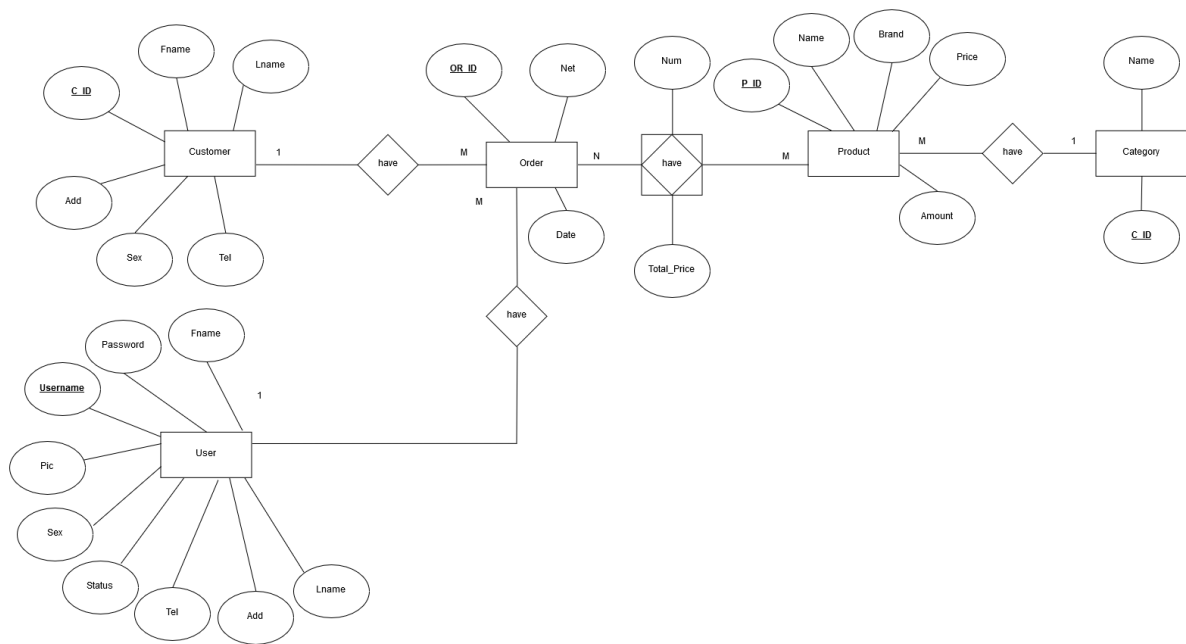 Fname
Lname
C_ID
Customer
Add
Sex
Tel
1
have
M
OR_ID
Net
Order
M
Date
N
Num
have
Total_Price
M
Name
Brand
Price
P_ID
Product
Amount
M
have
1
Name
Category
C_ID
have
Fname
Password
Username
1
User
Pic
Sex
Status
Tel
Add
Lname